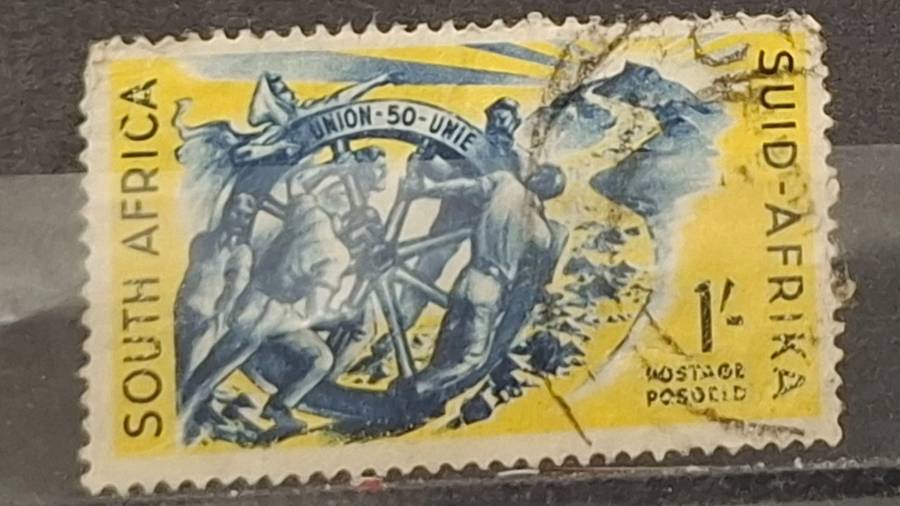 SOUTH AFRICA
UNION-50-UNIE
SUID-AFRIKA
1/-
POSTAGE
POSGELD